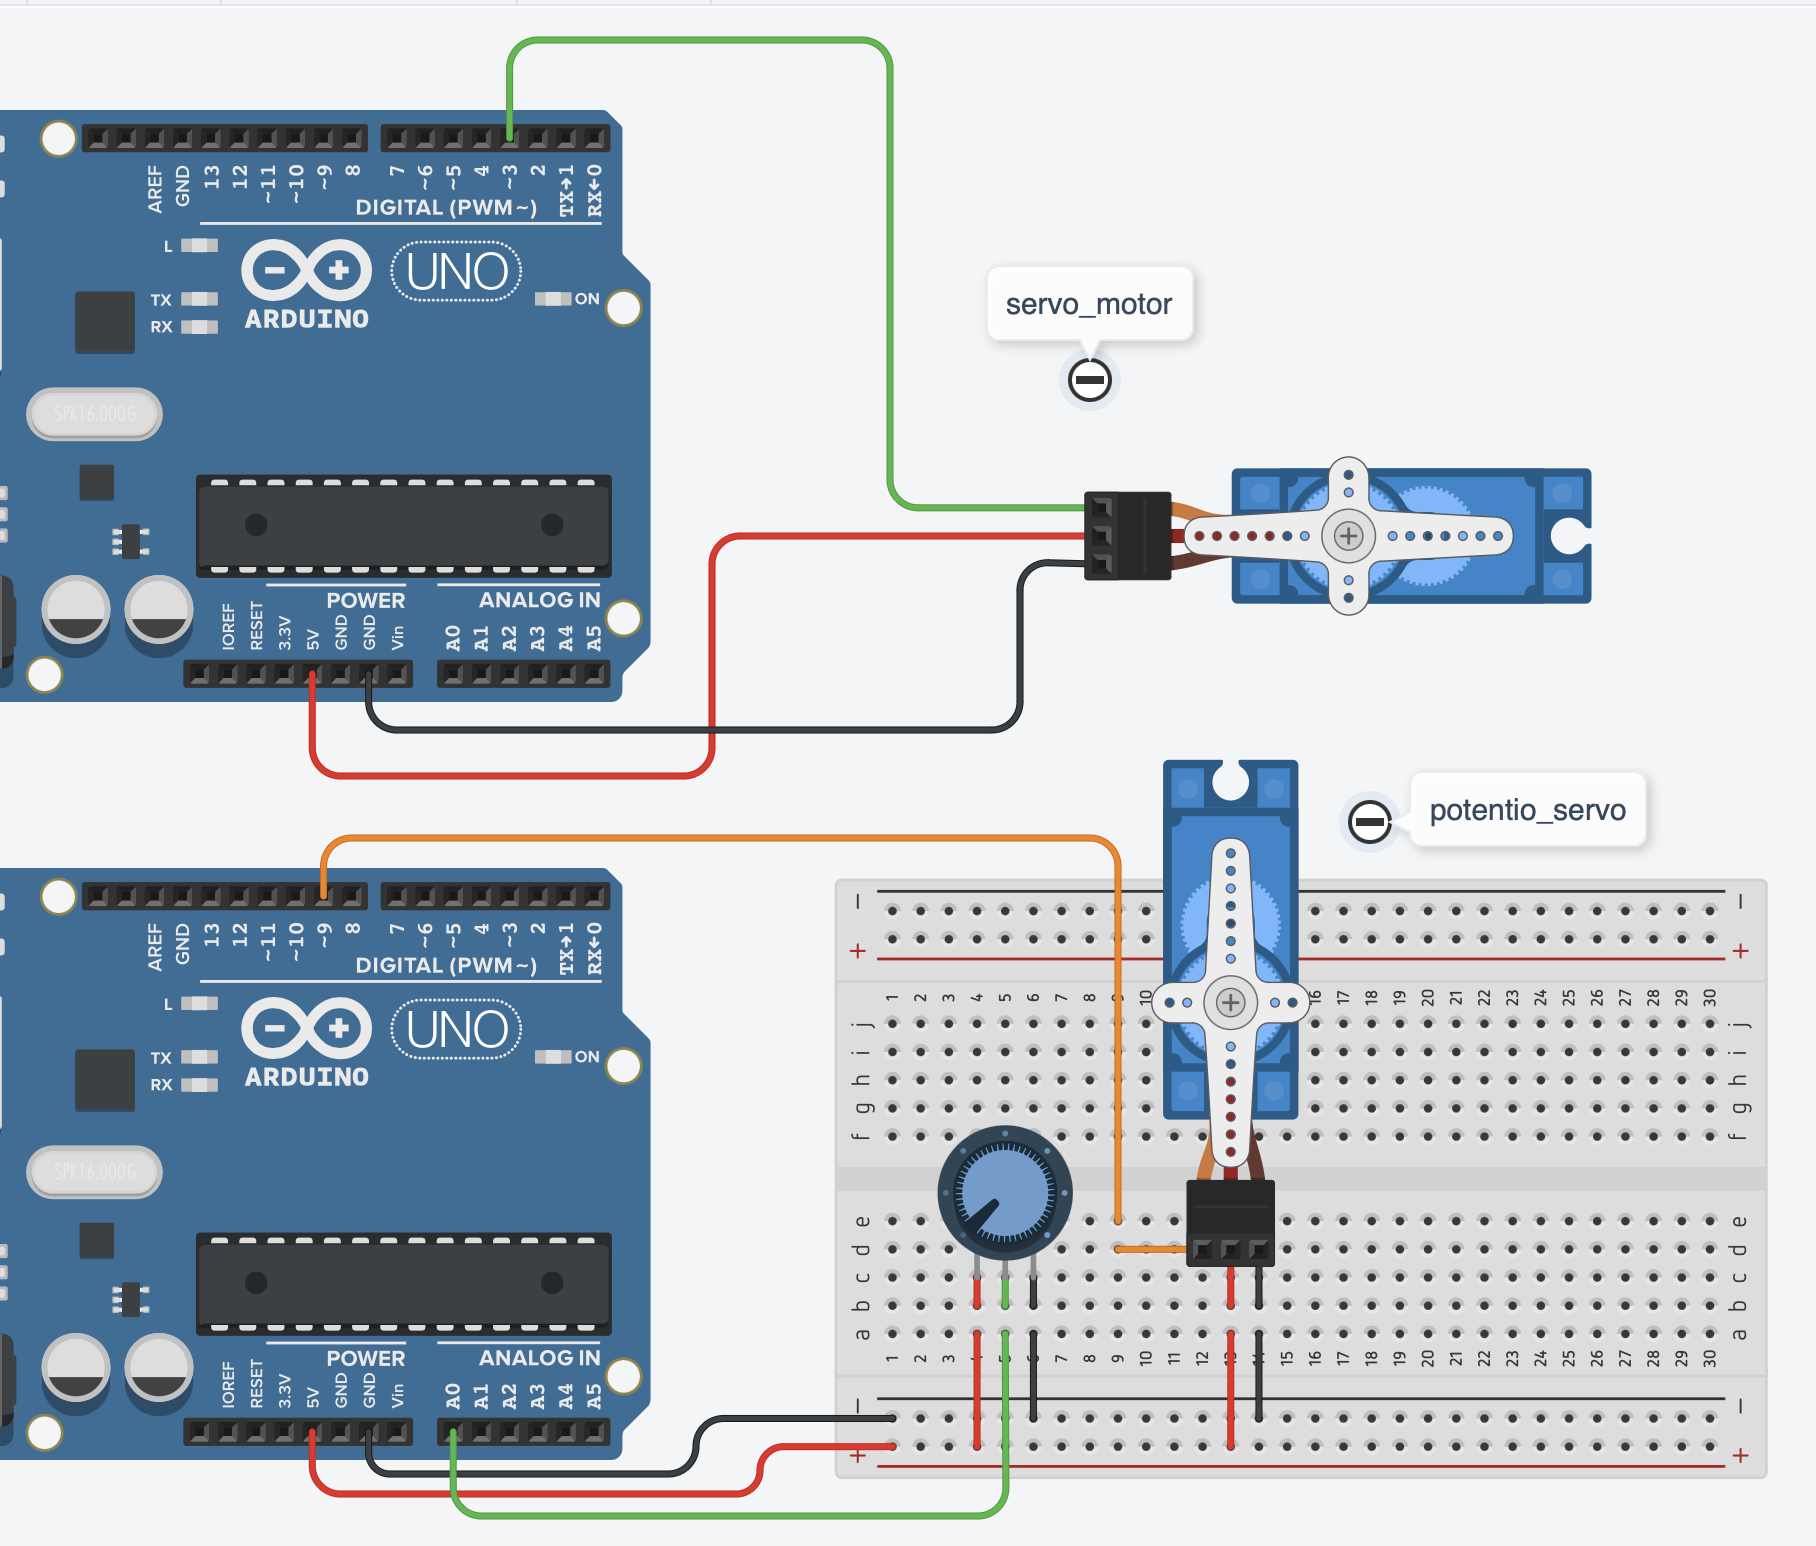 AREF GND 13 12 ~11 ~10 ~9 8 7 ~6 ~5 4 ~3 2 TX→1 RX←0
DIGITAL (PWM~)
L
TX
RX
ARDUINO
UNO
ON
SPK16.000G
POWER
ANALOG IN
IOREF RESET 3.3V 5V GND GND Vin A0 A1 A2 A3 A4 A5
servo_motor
potentio_servo
AREF GND 13 12 ~11 ~10 ~9 8 7 ~6 ~5 4 ~3 2 TX→1 RX←0
DIGITAL (PWM~)
L
TX
RX
ARDUINO
UNO
ON
SPK16.000G
POWER
ANALOG IN
IOREF RESET 3.3V 5V GND GND Vin A0 A1 A2 A3 A4 A5
− −
+ +
1 2 3 4 5 6 7 8 9 10 16 17 18 19 20 21 22 23 24 25 26 27 28 29 30
j j
i i
h h
g g
f f
e e
d d
c c
b b
a a
1 2 3 4 5 6 7 8 9 10 11 12 13 14 15 16 17 18 19 20 21 22 23 24 25 26 27 28 29 30
− −
+ +